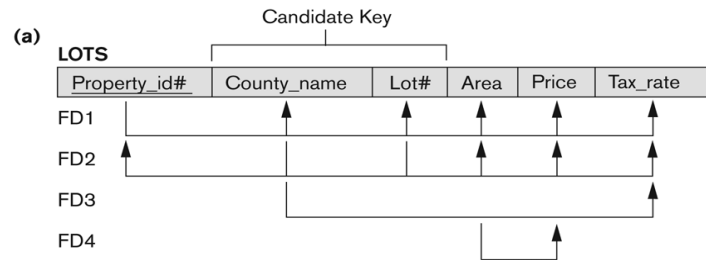 Candidate Key
(a)
LOTS
Property_id# County_name Lot# Area Price Tax_rate
FD1
FD2
FD3
FD4